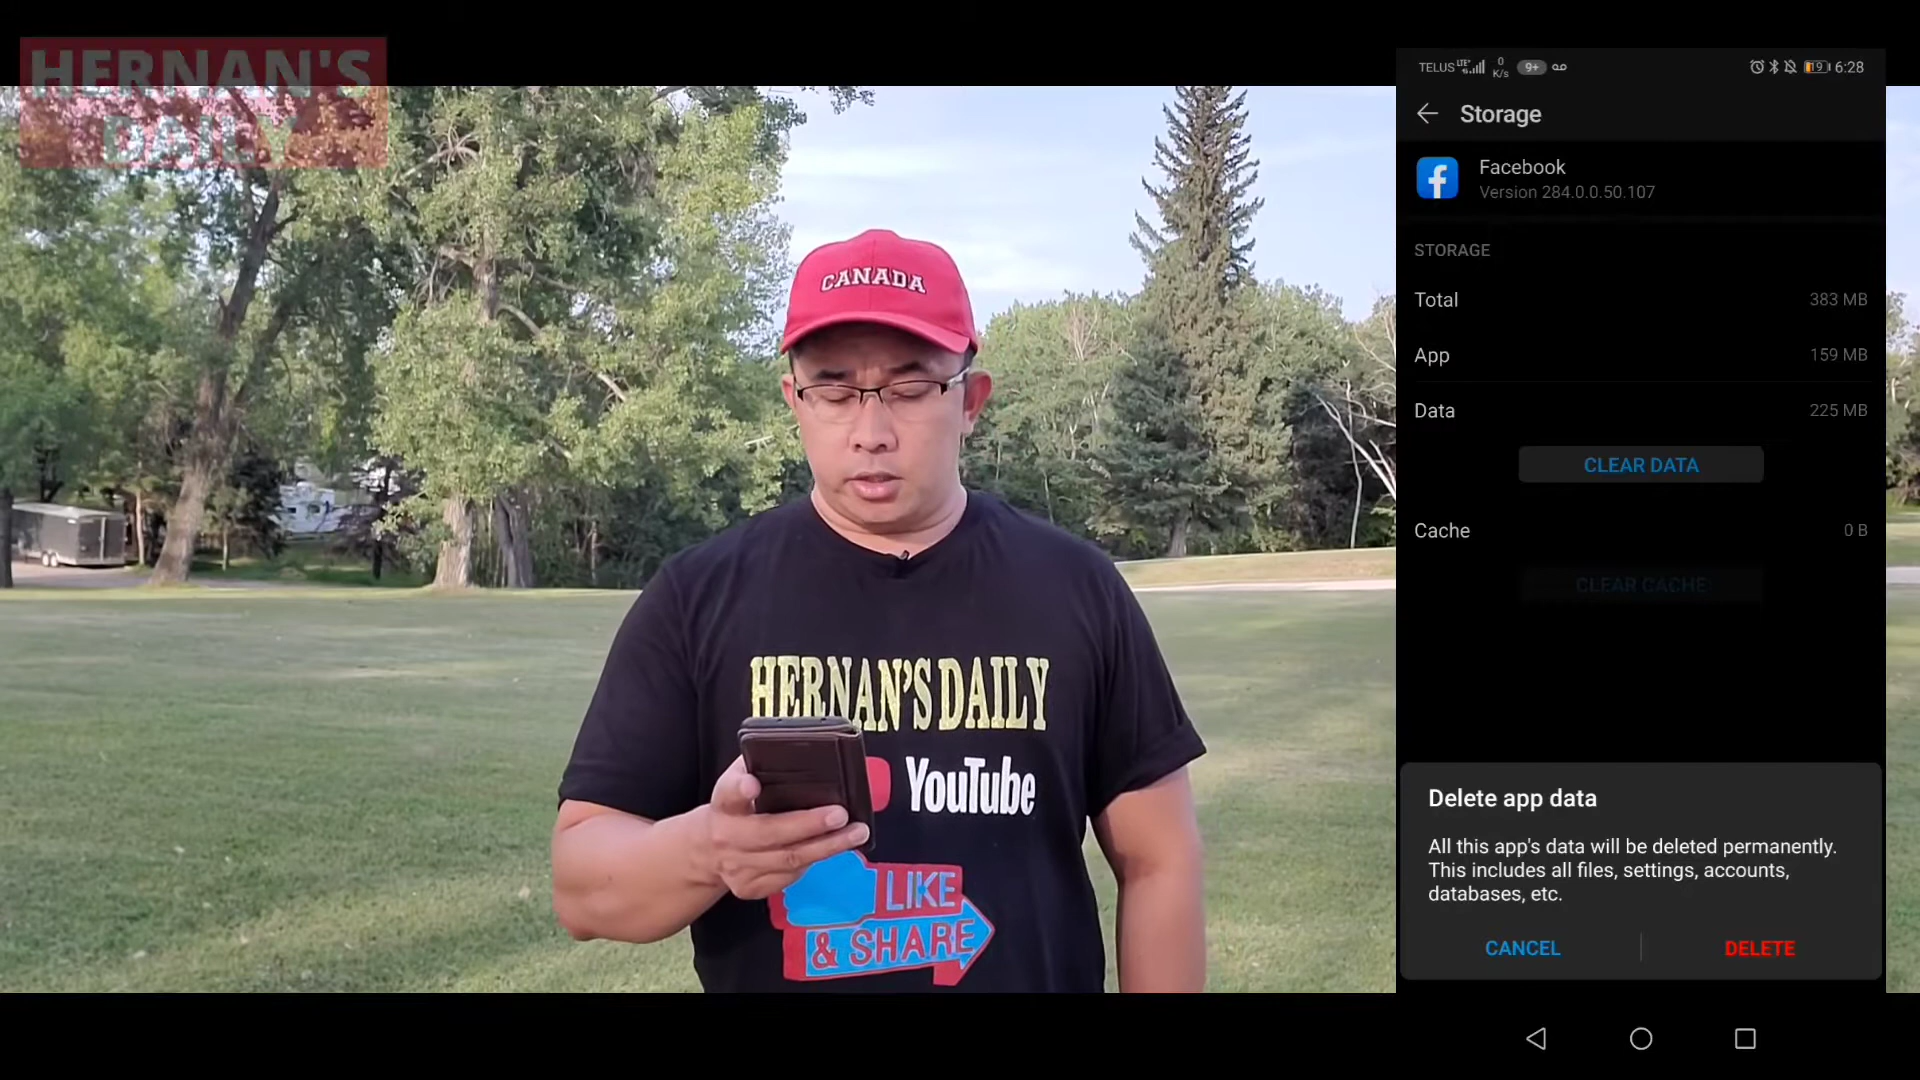 HERNAN'S
DAILY
CANADA
HERNAN'S DAILY
YouTube
LIKE
& SHARE
TELUS LTE+ 0 K/s 9+ 19 6:28
Storage
Facebook
Version 284.0.0.50.107
STORAGE
Total 383 MB
App 159 MB
Data 225 MB
CLEAR DATA
Cache 0 B
CLEAR CACHE
Delete app data
All this app's data will be deleted permanently.
This includes all files, settings, accounts,
databases, etc.
CANCEL DELETE